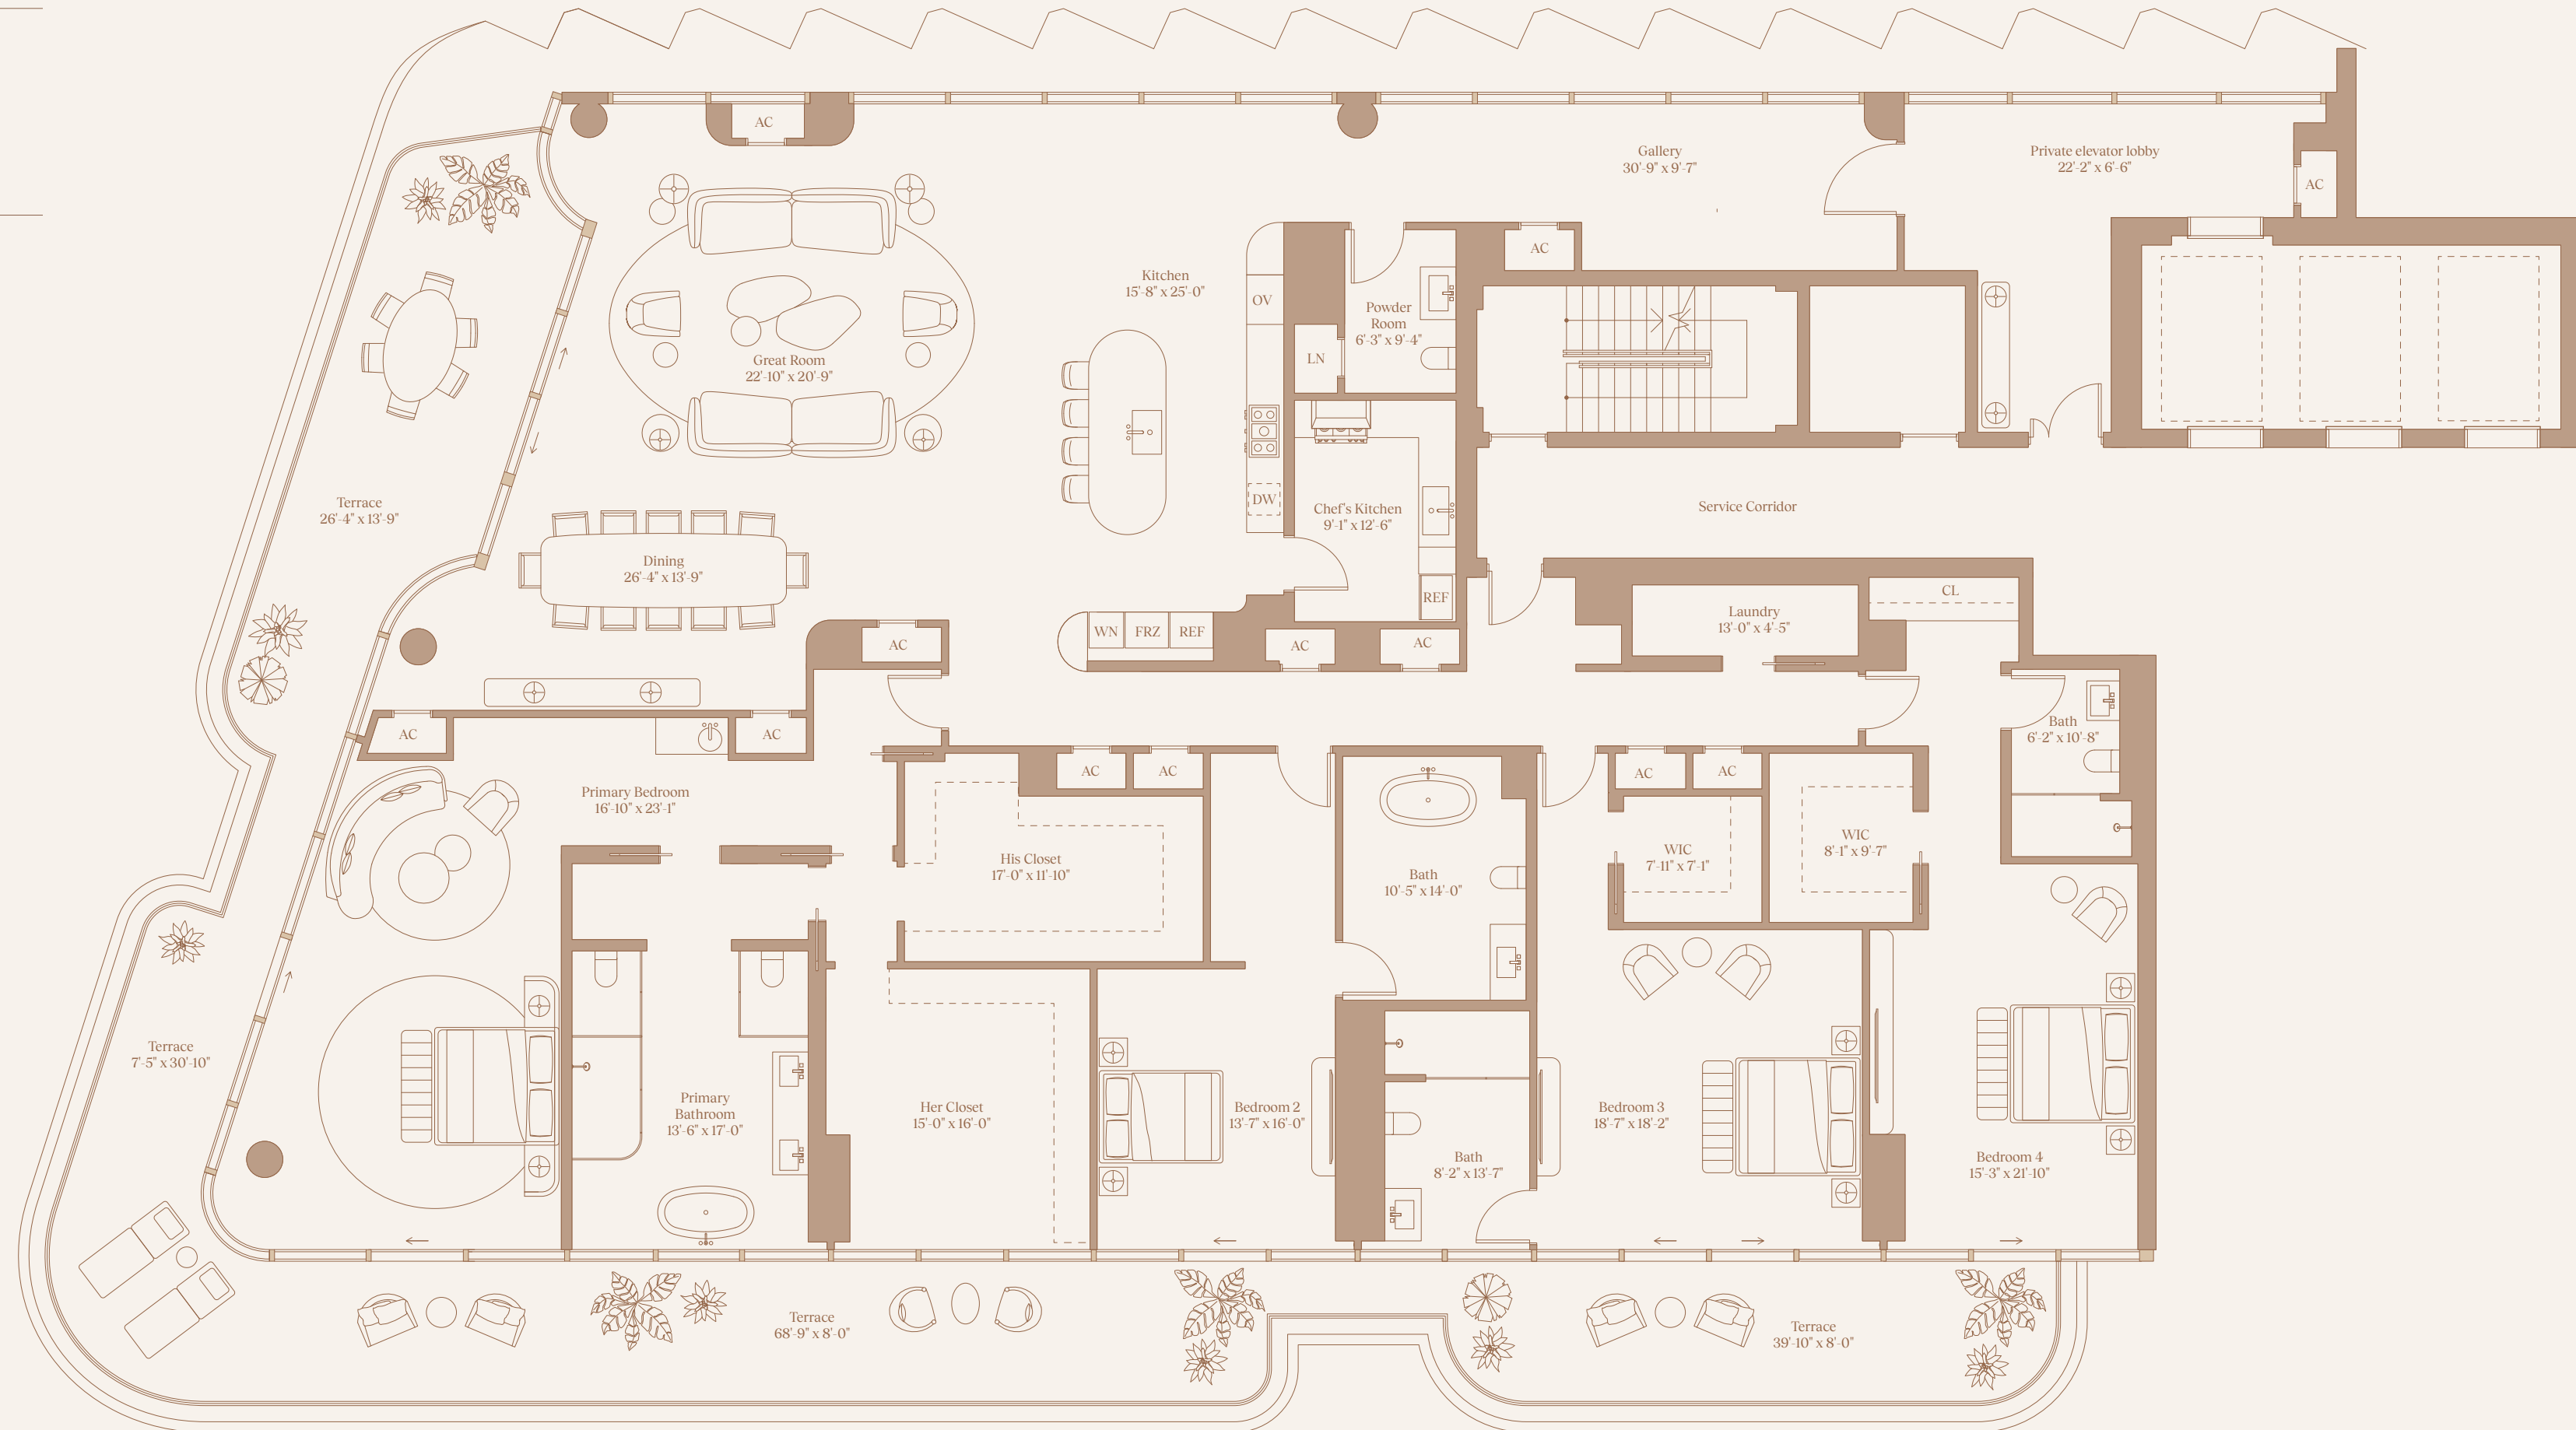 AC
Gallery
30'-9" x 9'-7"
Private elevator lobby
22'-2" x 6'-6"
AC
AC
Kitchen
15'-8" x 25'-0"
OV
Powder
Room
6'-3" x 9'-4"
LN
Great Room
22'-10" x 20'-9"
DW
Terrace
26'-4" x 13'-9"
Chef's Kitchen
9'-1" x 12'-6"
Service Corridor
Dining
26'-4" x 13'-9"
REF
CL
Laundry
13'-0" x 4'-5"
WN
FRZ
REF
AC
AC
AC
AC
AC
Bath
6'-2" x 10'-8"
AC
AC
AC
AC
Primary Bedroom
16'-10" x 23'-1"
His Closet
17'-0" x 11'-10"
Bath
10'-5" x 14'-0"
WIC
7'-11" x 7'-1"
WIC
8'-1" x 9'-7"
Terrace
7'-5" x 30'-10"
Primary
Bathroom
13'-6" x 17'-0"
Her Closet
15'-0" x 16'-0"
Bedroom 2
13'-7" x 16'-0"
Bath
8'-2" x 13'-7"
Bedroom 3
18'-7" x 18'-2"
Bedroom 4
15'-3" x 21'-10"
Terrace
68'-9" x 8'-0"
Terrace
39'-10" x 8'-0"